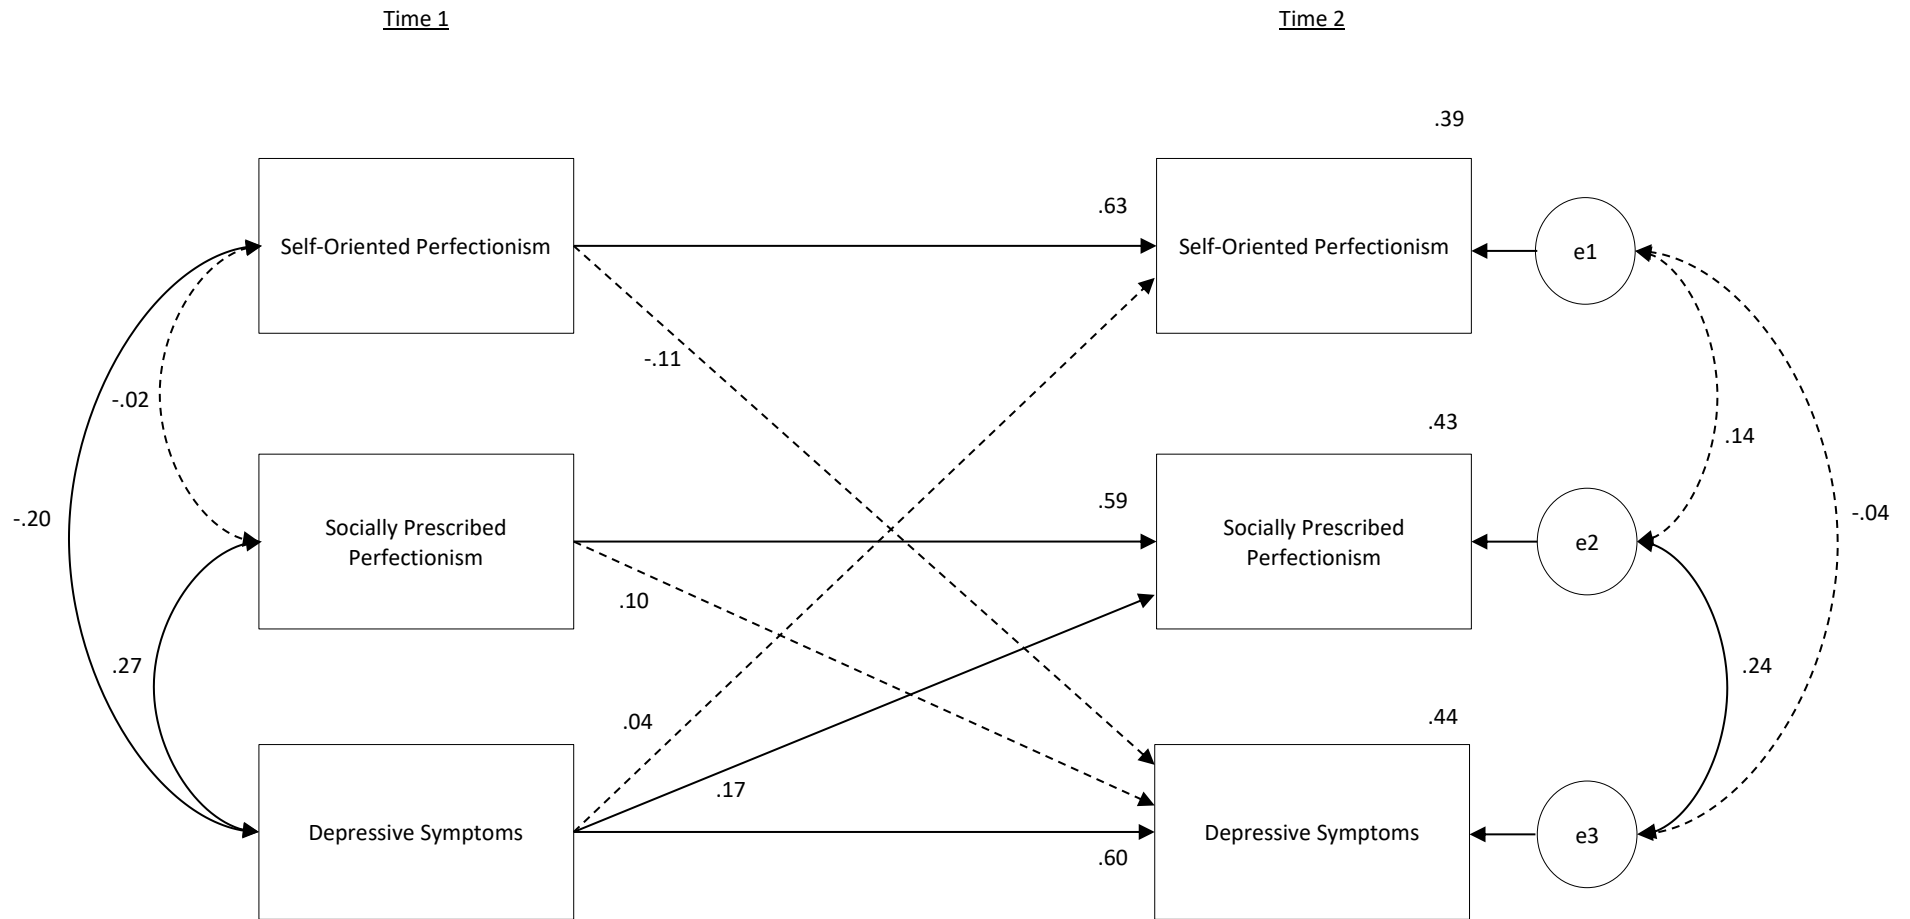 Time 1
Time 2
.39
.63
Self-Oriented Perfectionism
Self-Oriented Perfectionism
e1
-.11
-.02
.43
.14
.59
-.20
Socially Prescribed
Perfectionism
Socially Prescribed
Perfectionism
e2
-.04
.10
.27
.24
.04
.44
.17
Depressive Symptoms
Depressive Symptoms
e3
.60